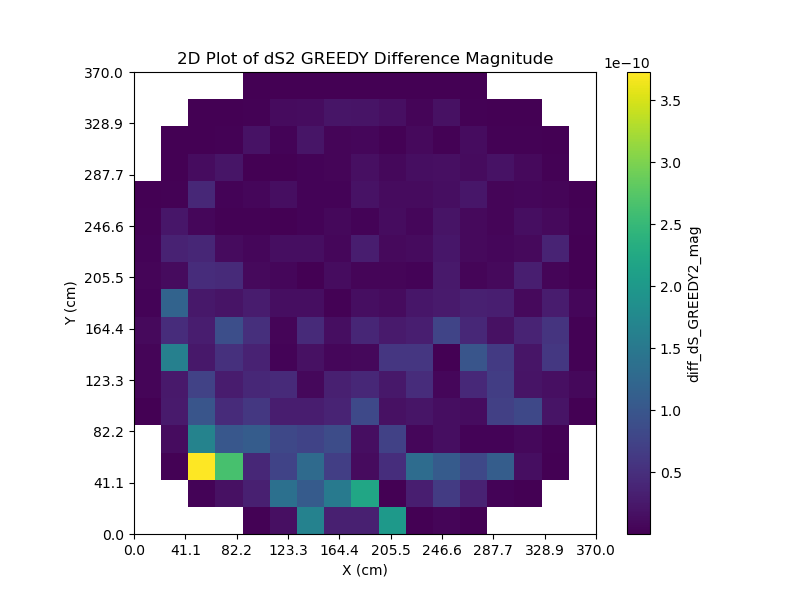 2D Plot of dS2 GREEDY Difference Magnitude
1e−10
370.0
328.9
287.7
246.6
205.5
164.4
123.3
82.2
41.1
0.0
Y (cm)
0.0 41.1 82.2 123.3 164.4 205.5 246.6 287.7 328.9 370.0
X (cm)
3.5
3.0
2.5
2.0
1.5
1.0
0.5
diff_dS_GREEDY2_mag